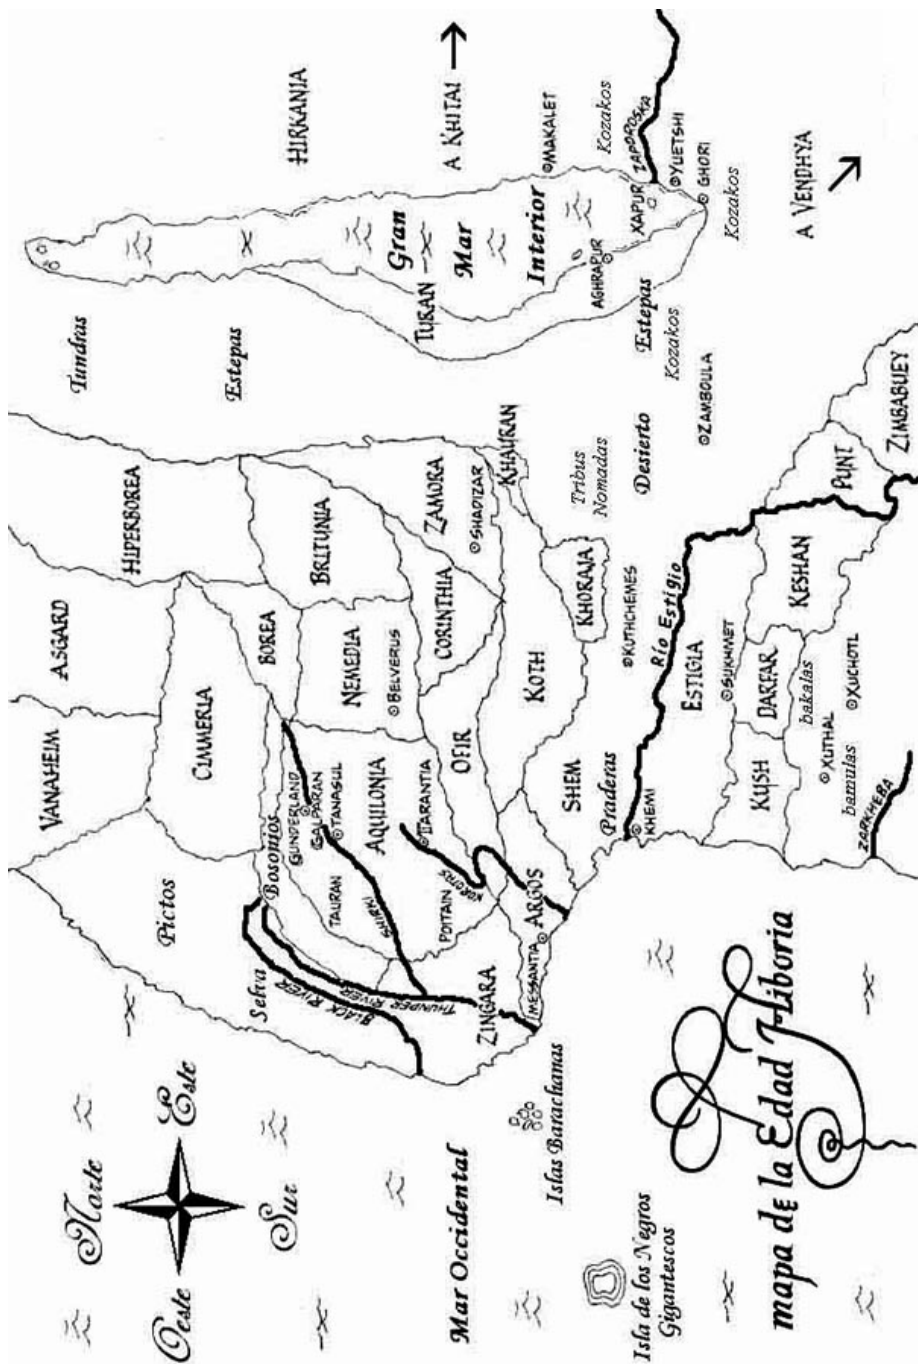 Norte
Oeste
Este
Sur
Vanaheim
Asgard
Tundras
Hiperborea
Pictos
Cimmeria
Estepas
Hirkania
Selva
Bosonios
Borea
Black River
Thunder River
Gunderland
Galparan
Tauran
Tanasul
Britunia
Nemedia
Belverus
Shirki
Aquilonia
Tarantia
Poitain
Korotas
Corinthia
Zamora
Shadizar
Turan
Gran
Mar
Interior
A Khitai
Makalet
Mar Occidental
Zingara
Ofir
Khauran
Messantia
Argos
Koth
Islas Barachanas
Shem
Khoraja
Tribus
Nomadas
Aghrapur
Kozakos
Praderas
Kuthchemes
Desierto
Estepas
Xapur
Zaporoska
Isla de los Negros
Gigantescos
Khemi
Río Estigio
Kozakos
Yuetshi
Estigia
Zamboula
Ghori
Sukhmet
Kozakos
Kush
Darfar
Keshan
A Vendhya
mapa de la Edad Hiboria
Xuthal
bakalas
Punt
bamulas
Xuchotl
Zarkheba
Zimbabuey